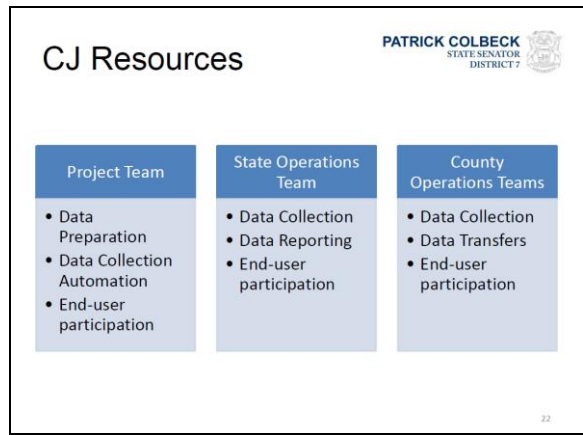 CJ Resources
PATRICK COLBECK
STATE SENATOR
DISTRICT 7
Project Team
• Data
Preparation
• Data Collection
Automation
• End-user
participation
State Operations
Team
• Data Collection
• Data Reporting
• End-user
participation
County
Operations Teams
• Data Collection
• Data Transfers
• End-user
participation
22